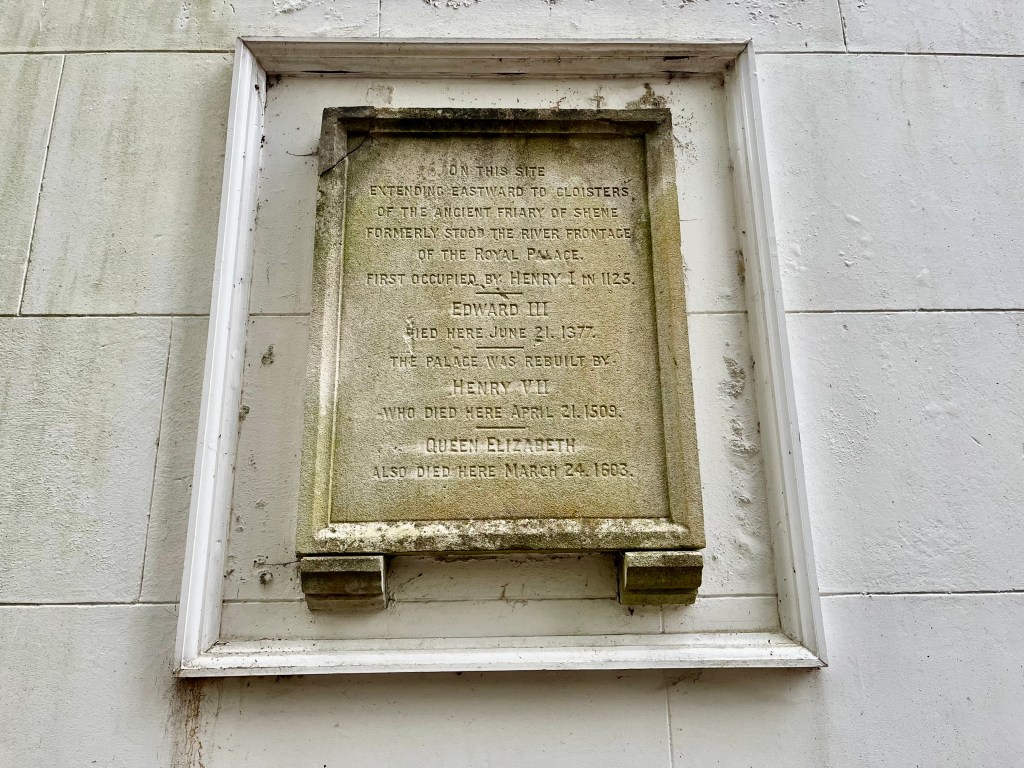 ON THIS SITE
EXTENDING EASTWARD TO CLOISTERS
OF THE ANCIENT FRIARY OF SHENE
FORMERLY STOOD THE RIVER FRONTAGE
OF THE ROYAL PALACE.
FIRST OCCUPIED BY HENRY I IN 1125.
EDWARD III
DIED HERE JUNE 21. 1377.
THE PALACE WAS REBUILT BY
HENRY VII
WHO DIED HERE APRIL 21. 1509.
QUEEN ELIZABETH
ALSO DIED HERE MARCH 24. 1603.